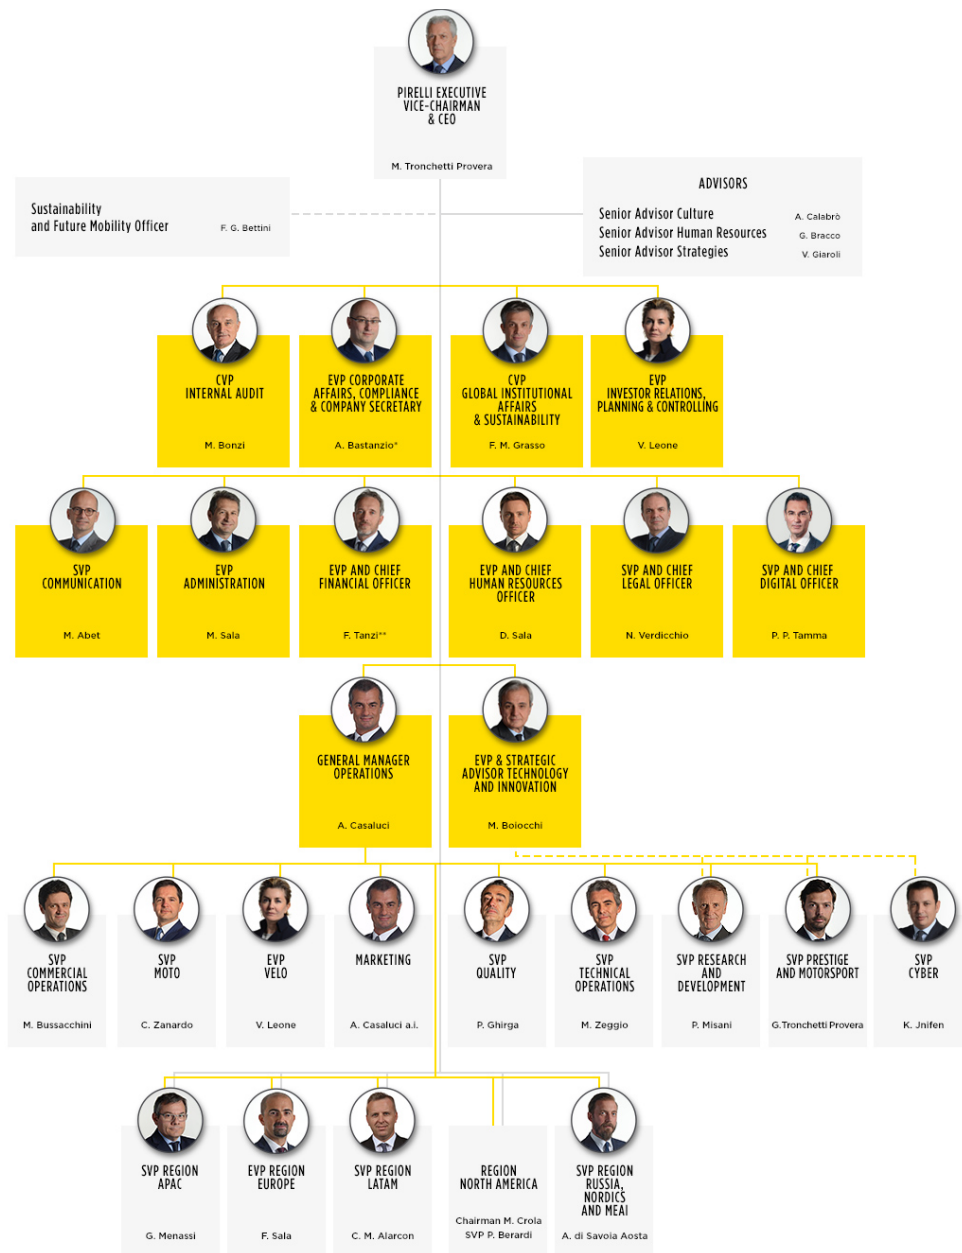 PIRELLI EXECUTIVE
VICE-CHAIRMAN
& CEO
M. Tronchetti Provera
Sustainability
and Future Mobility Officer
F. G. Bettini
ADVISORS
Senior Advisor Culture
A. Calabrò
Senior Advisor Human Resources
G. Bracco
Senior Advisor Strategies
V. Giaroli
CVP
INTERNAL AUDIT
M. Bonzi
EVP CORPORATE
AFFAIRS, COMPLIANCE
& COMPANY SECRETARY
A. Bastanzio*
CVP
GLOBAL INSTITUTIONAL
AFFAIRS
& SUSTAINABILITY
F. M. Grasso
EVP
INVESTOR RELATIONS,
PLANNING & CONTROLLING
V. Leone
SVP
COMMUNICATION
M. Abet
EVP
ADMINISTRATION
M. Sala
EVP AND CHIEF
FINANCIAL OFFICER
F. Tanzi**
EVP AND CHIEF
HUMAN RESOURCES
OFFICER
D. Sala
SVP AND CHIEF
LEGAL OFFICER
N. Verdicchio
SVP AND CHIEF
DIGITAL OFFICER
P. P. Tamma
GENERAL MANAGER
OPERATIONS
A. Casaluci
EVP & STRATEGIC
ADVISOR TECHNOLOGY
AND INNOVATION
M. Boiocchi
SVP
COMMERCIAL
OPERATIONS
M. Bussacchini
SVP
MOTO
C. Zanardo
EVP
VELO
V. Leone
MARKETING
A. Casaluci a.i.
SVP
QUALITY
P. Ghirga
SVP
TECHNICAL
OPERATIONS
M. Zeggio
SVP RESEARCH
AND
DEVELOPMENT
P. Misani
SVP PRESTIGE
AND MOTORSPORT
G.Tronchetti Provera
SVP
CYBER
K. Jnifen
SVP REGION
APAC
G. Menassi
EVP REGION
EUROPE
F. Sala
SVP REGION
LATAM
C. M. Alarcon
REGION
NORTH AMERICA
Chairman M. Crola
SVP P. Berardi
SVP REGION
RUSSIA,
NORDICS
AND MEAI
A. di Savoia Aosta